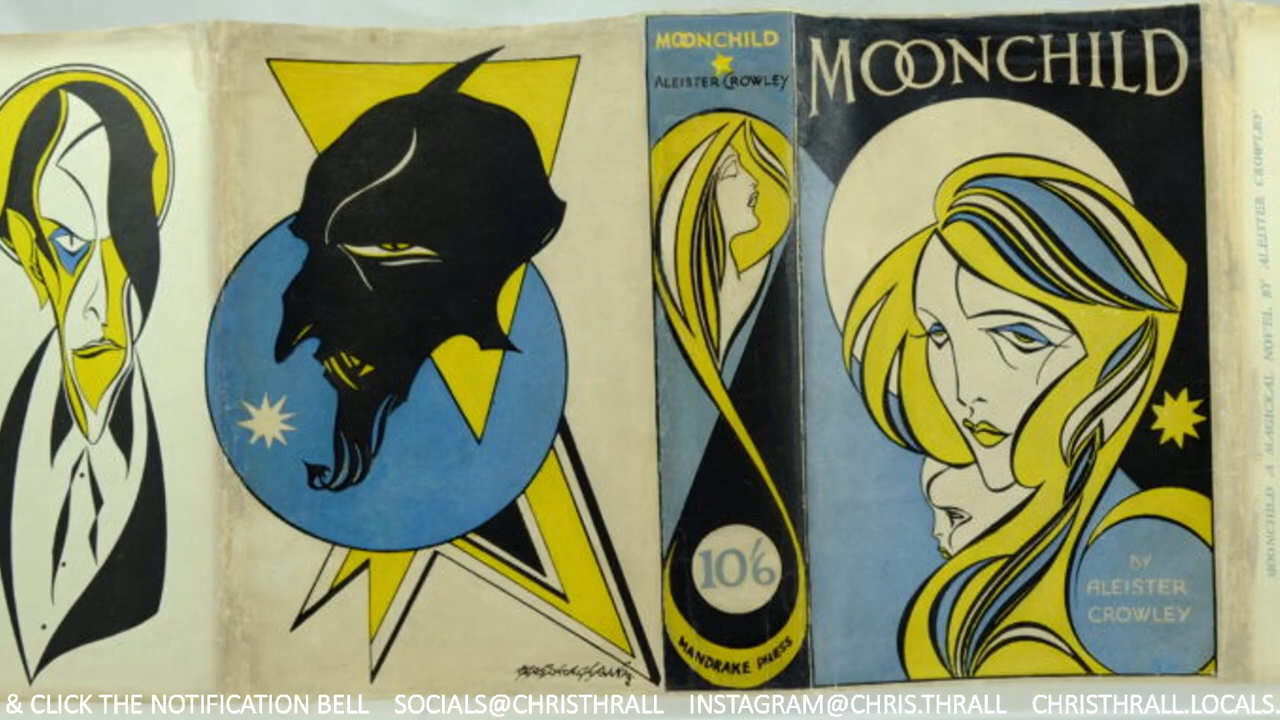 MOONCHILD
ALEISTER CROWLEY
10'6
MANDRAKE PRESS
MOONCHILD
BY
ALEISTER
CROWLEY
MOONCHILD A MAGICKAL NOVEL BY ALEISTER CROWLEY
& CLICK THE NOTIFICATION BELL SOCIALS@CHRISTHRALL INSTAGRAM@CHRIS.THRALL CHRISTHRALL.LOCALS.